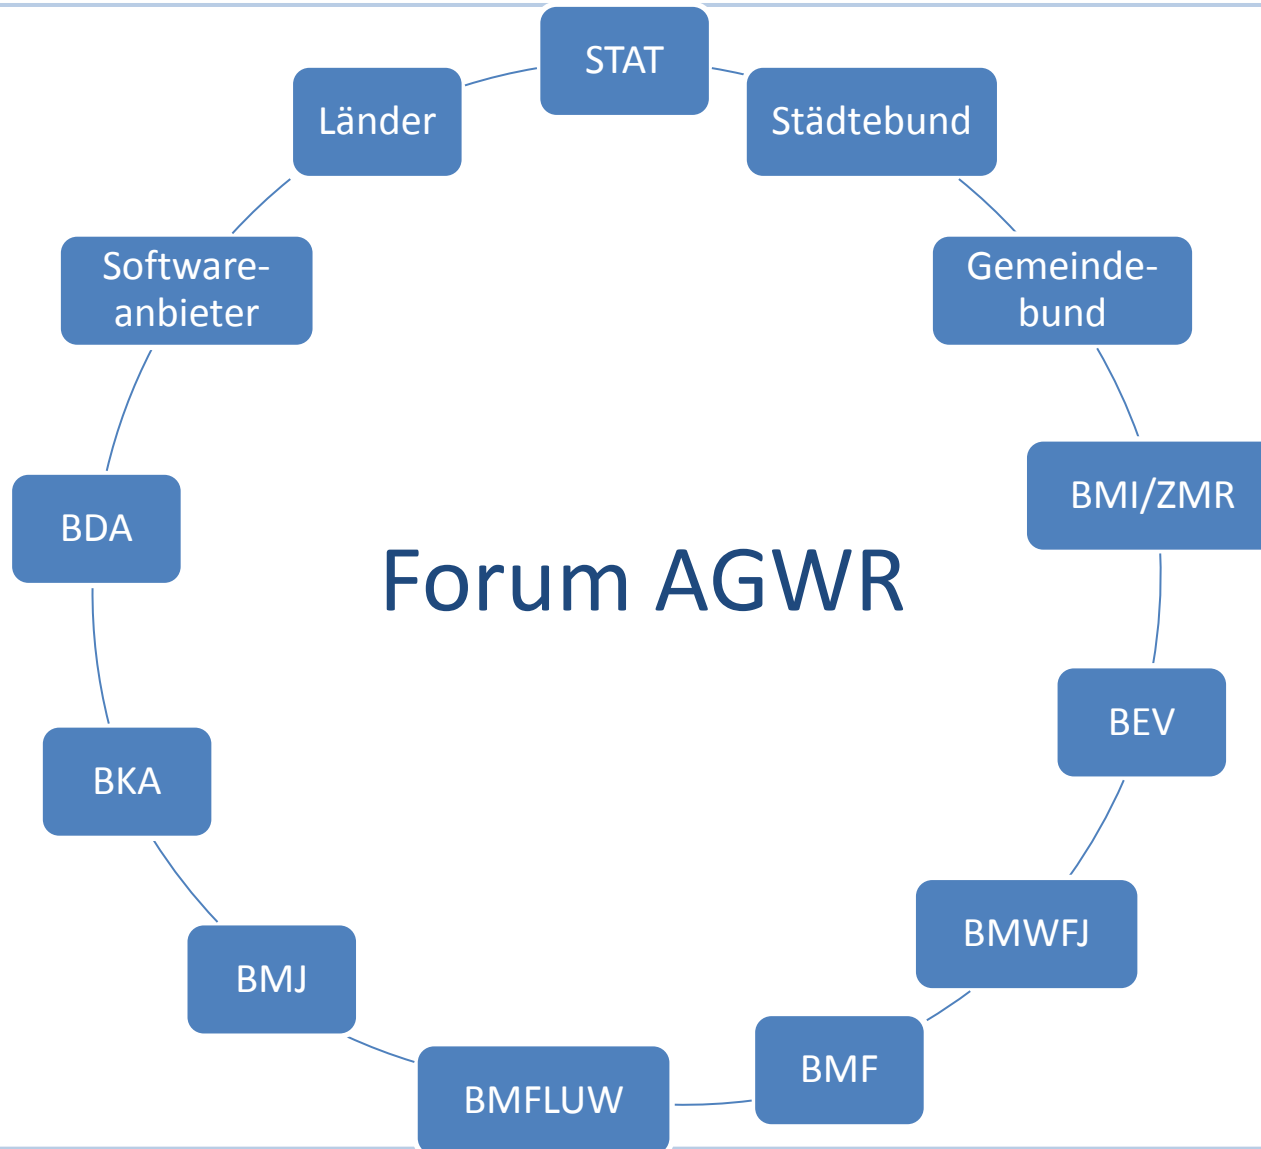 STAT
Städtebund
Gemeinde-
bund
BMI/ZMR
BEV
BMWFJ
BMF
BMFLUW
BMJ
BKA
BDA
Software-
anbieter
Länder
Forum AGWR